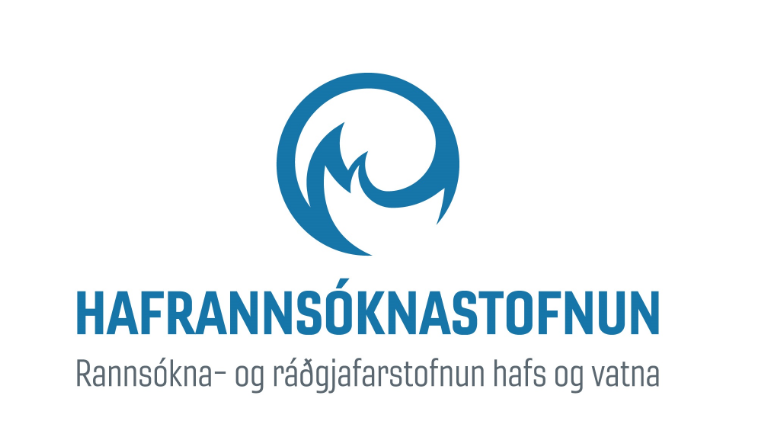 HAFRANNSÓKNASTOFNUN
Rannsókna- og ráðgjafarstofnun hafs og vatna